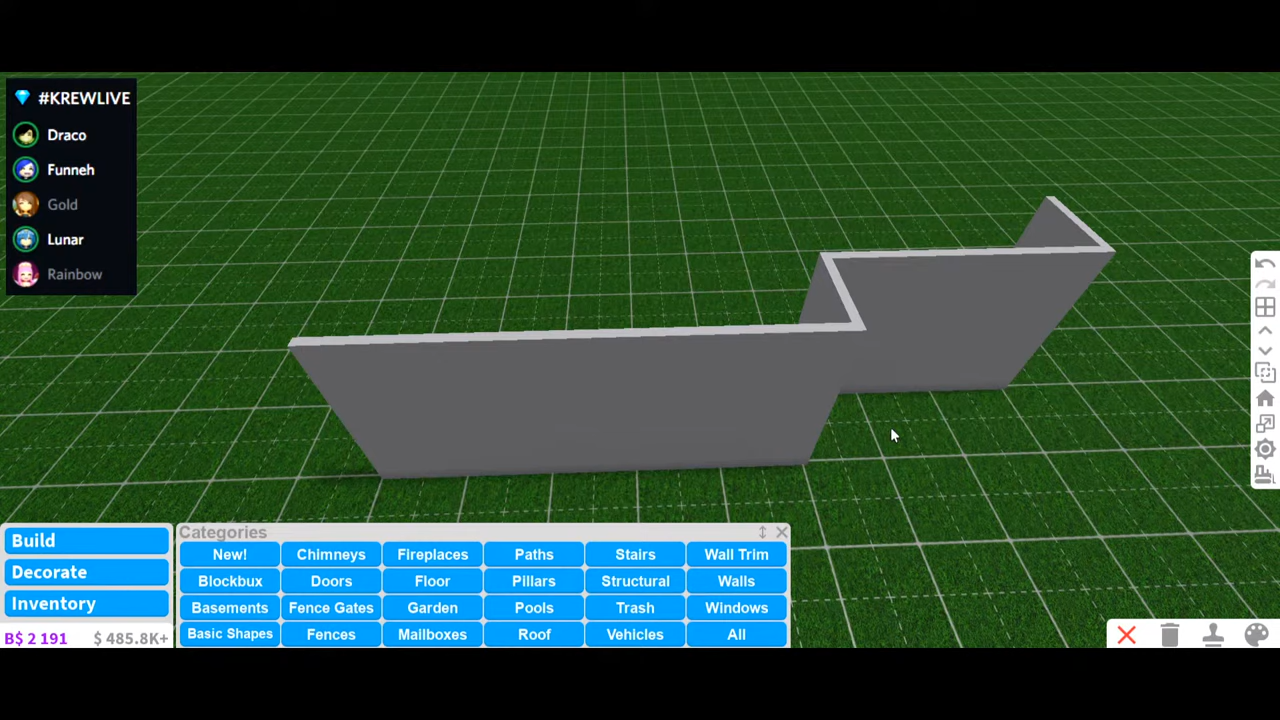 #KREWLIVE
Draco
Funneh
Gold
Lunar
Rainbow
Build
Decorate
Inventory
B$ 2 191 $ 485.8K+
Categories
New! Chimneys Fireplaces Paths Stairs Wall Trim
Blockbux Doors Floor Pillars Structural Walls
Basements Fence Gates Garden Pools Trash Windows
Basic Shapes Fences Mailboxes Roof Vehicles All